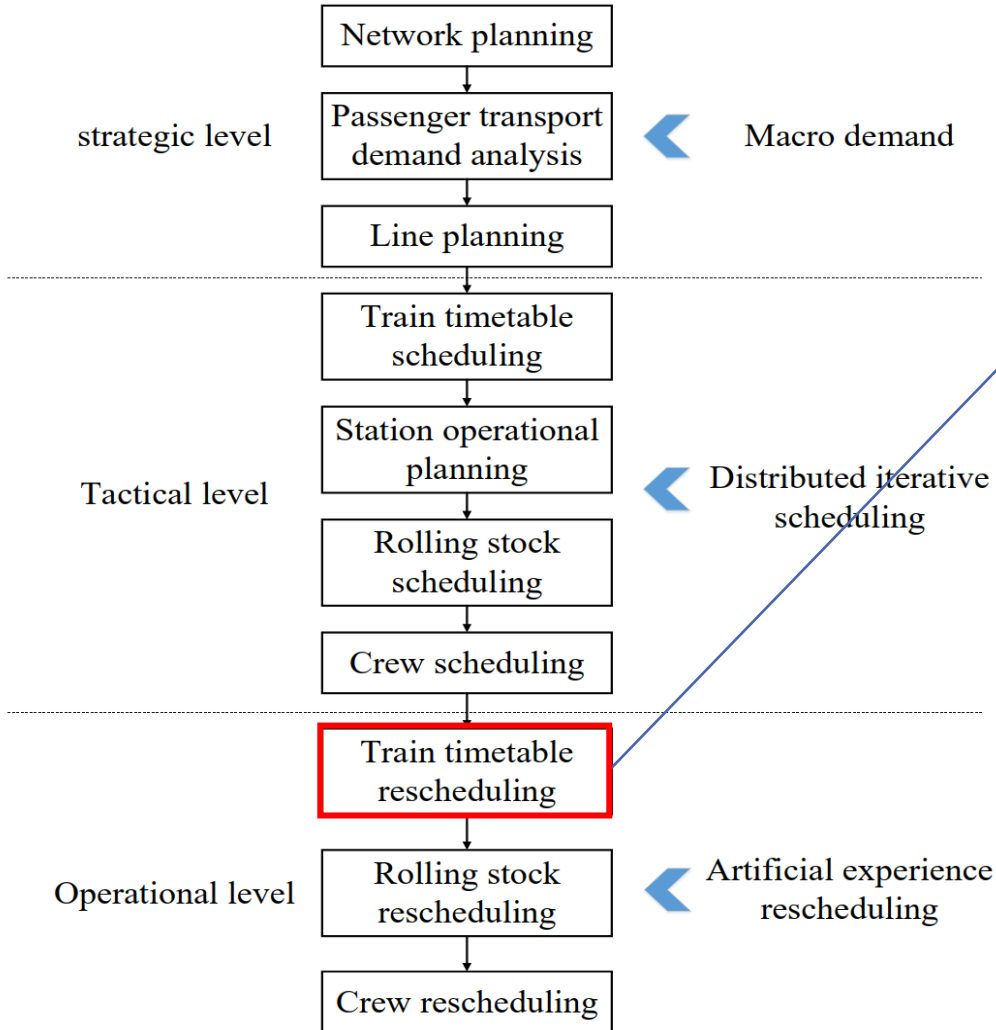 Network planning
strategic level
Passenger transport
demand analysis
Macro demand
Line planning
Train timetable
scheduling
Tactical level
Station operational
planning
Distributed iterative
scheduling
Rolling stock
scheduling
Crew scheduling
Train timetable
rescheduling
Operational level
Rolling stock
rescheduling
Artificial experience
rescheduling
Crew rescheduling